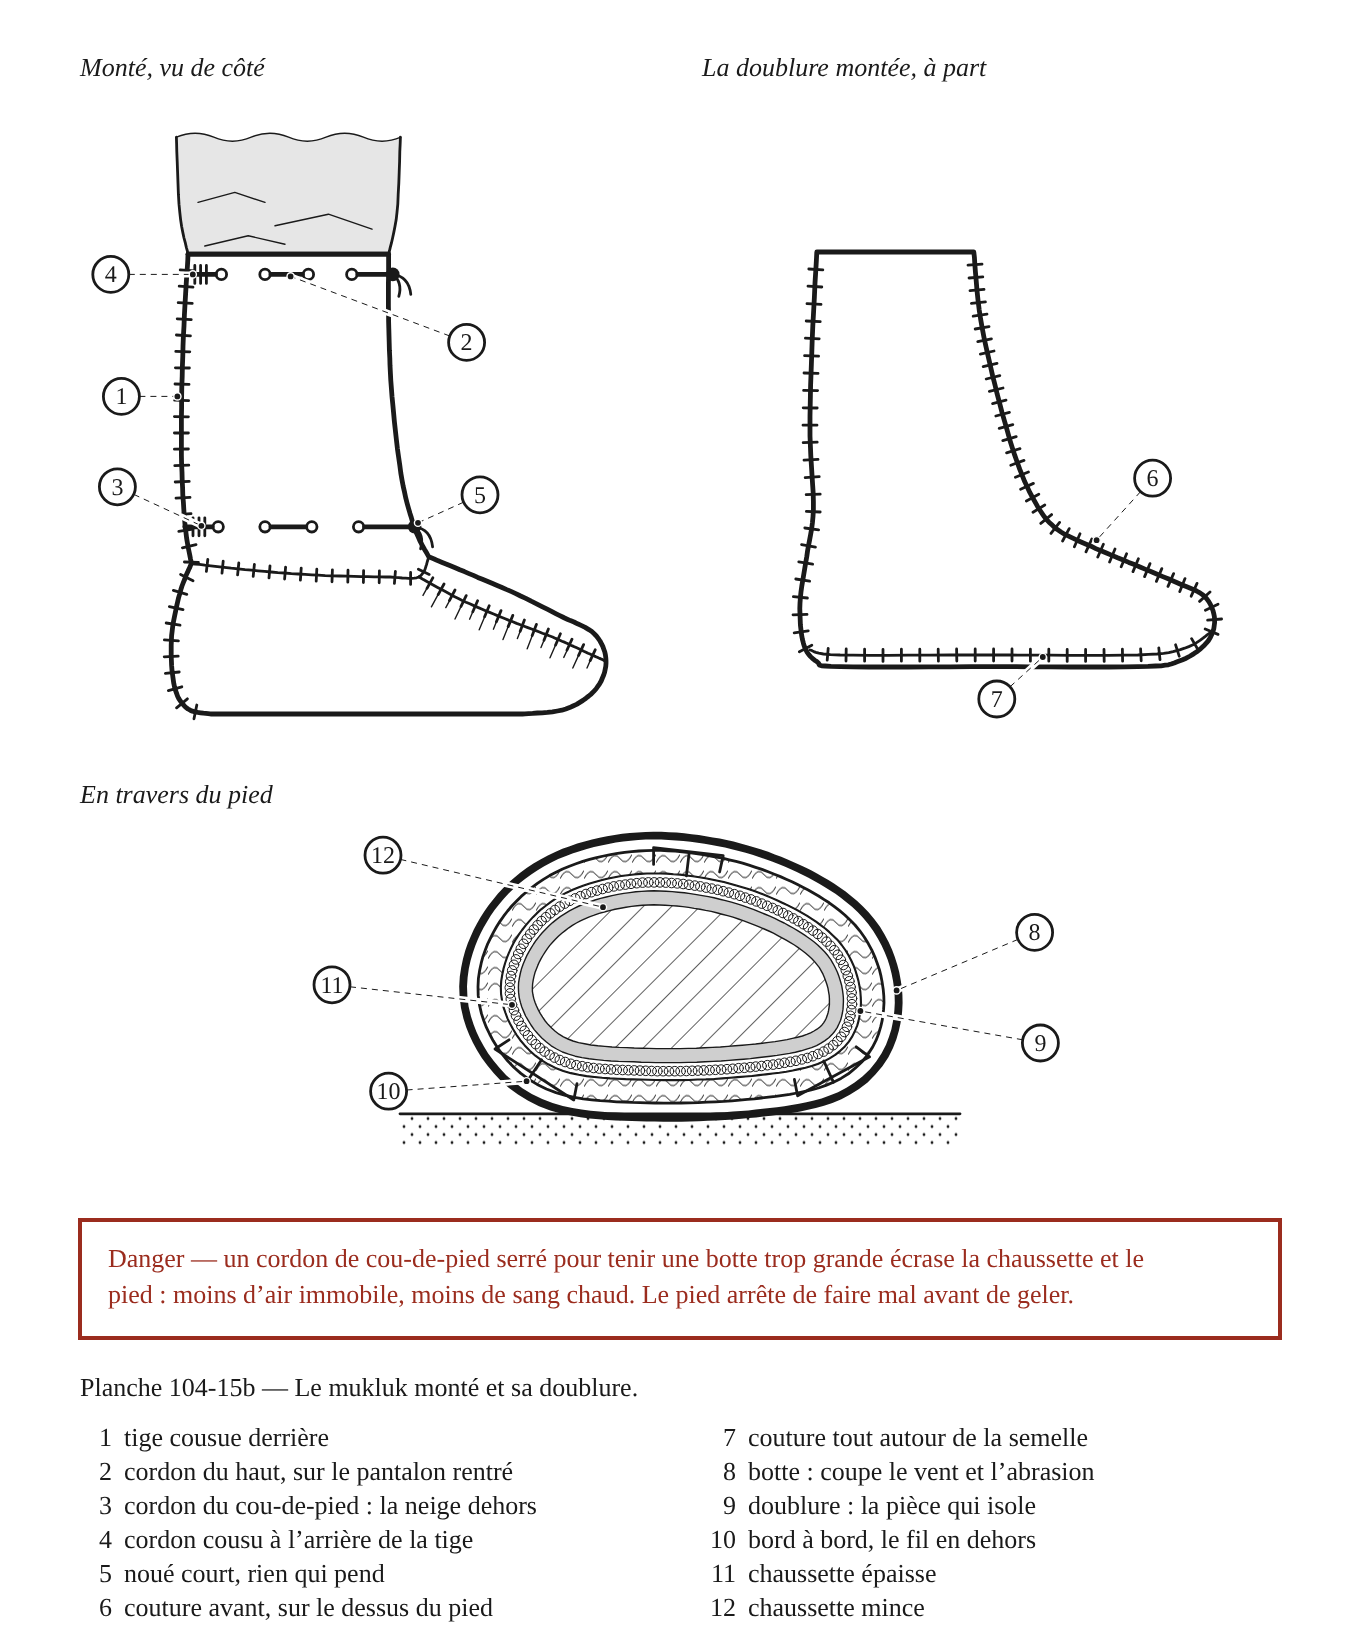 Monté, vu de côté
La doublure montée, à part
4
2
1
3
5
6
7
En travers du pied
12
8
11
9
10
Danger — un cordon de cou-de-pied serré pour tenir une botte trop grande écrase la chaussette et le
pied : moins d’air immobile, moins de sang chaud. Le pied arrête de faire mal avant de geler.
Planche 104-15b — Le mukluk monté et sa doublure.
1 tige cousue derrière
2 cordon du haut, sur le pantalon rentré
3 cordon du cou-de-pied : la neige dehors
4 cordon cousu à l’arrière de la tige
5 noué court, rien qui pend
6 couture avant, sur le dessus du pied
7 couture tout autour de la semelle
8 botte : coupe le vent et l’abrasion
9 doublure : la pièce qui isole
10 bord à bord, le fil en dehors
11 chaussette épaisse
12 chaussette mince